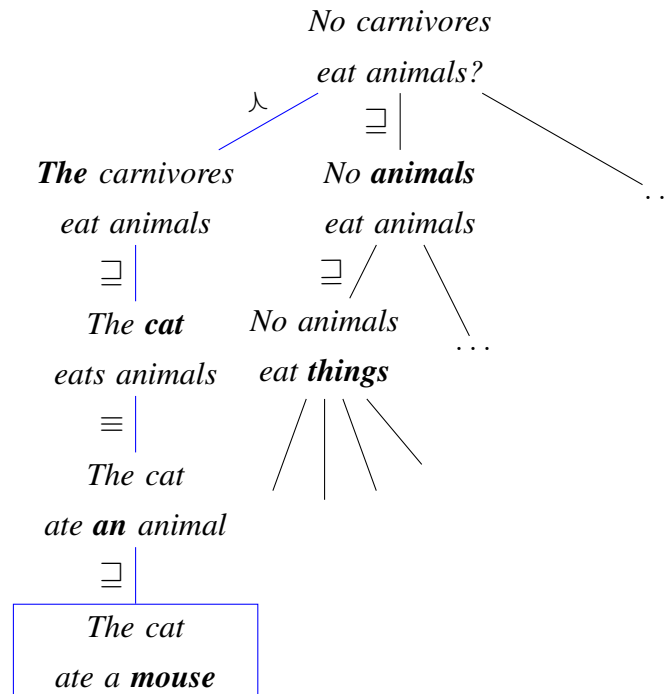 No carnivores
eat animals?
⋏
⊒
The carnivores
eat animals
No animals
eat animals
. .
⊒
⊒
The cat
eats animals
No animals
eat things
. . .
≡
The cat
ate an animal
⊒
The cat
ate a mouse